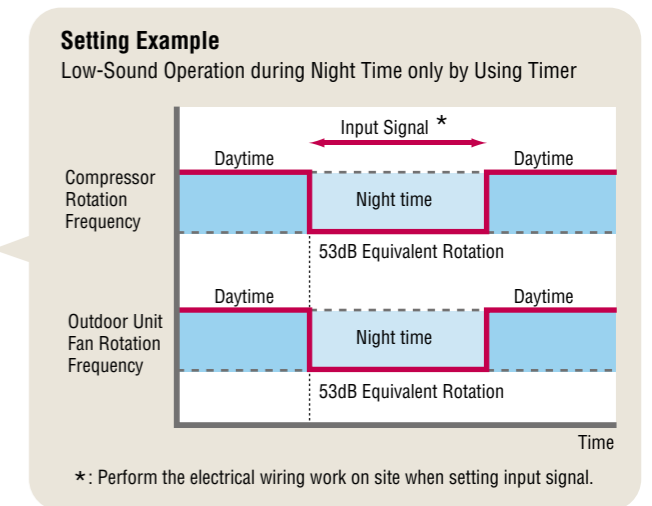 Setting Example
Low-Sound Operation during Night Time only by Using Timer
Input Signal *
Daytime
Daytime
Compressor
Rotation
Frequency
Night time
53dB Equivalent Rotation
Daytime
Daytime
Outdoor Unit
Fan Rotation
Frequency
Night time
53dB Equivalent Rotation
Time
*: Perform the electrical wiring work on site when setting input signal.